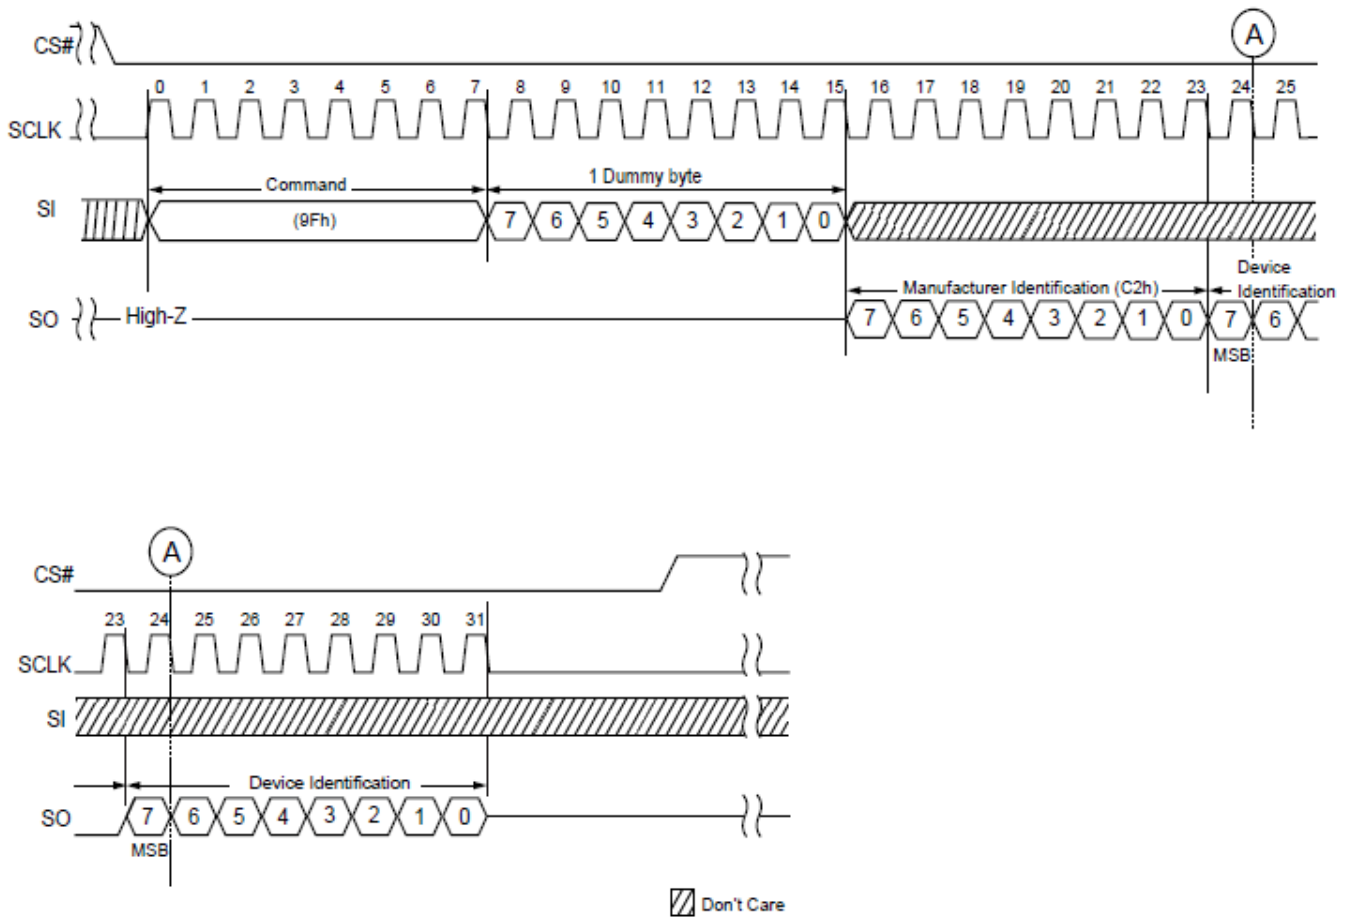 A
CS#
0 1 2 3 4 5 6 7 8 9 10 11 12 13 14 15 16 17 18 19 20 21 22 23 24 25
SCLK
Command 1 Dummy byte
SI (9Fh) 7 6 5 4 3 2 1 0
Device
Manufacturer Identification (C2h) Identification
SO High-Z 7 6 5 4 3 2 1 0 7 6
MSB
A
CS#
23 24 25 26 27 28 29 30 31
SCLK
SI
Device Identification
SO 7 6 5 4 3 2 1 0
MSB
Don't Care